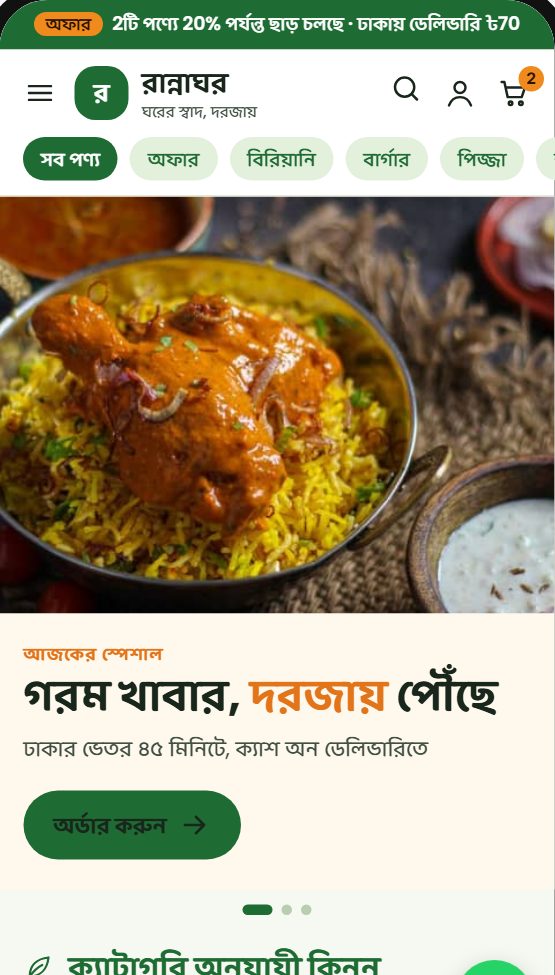 অফার 2টি পণ্যে 20% পর্যন্ত ছাড় চলছে · ঢাকায় ডেলিভারি ৳70
র
রান্নাঘর
ঘরের স্বাদ, দরজায়
2
সব পণ্য অফার বিরিয়ানি বার্গার পিজ্জা
আজকের স্পেশাল
গরম খাবার, দরজায় পৌঁছে
ঢাকার ভেতর ৪৫ মিনিটে, ক্যাশ অন ডেলিভারিতে
অর্ডার করুন
ক্যাটাগরি অনুযায়ী কিনুন